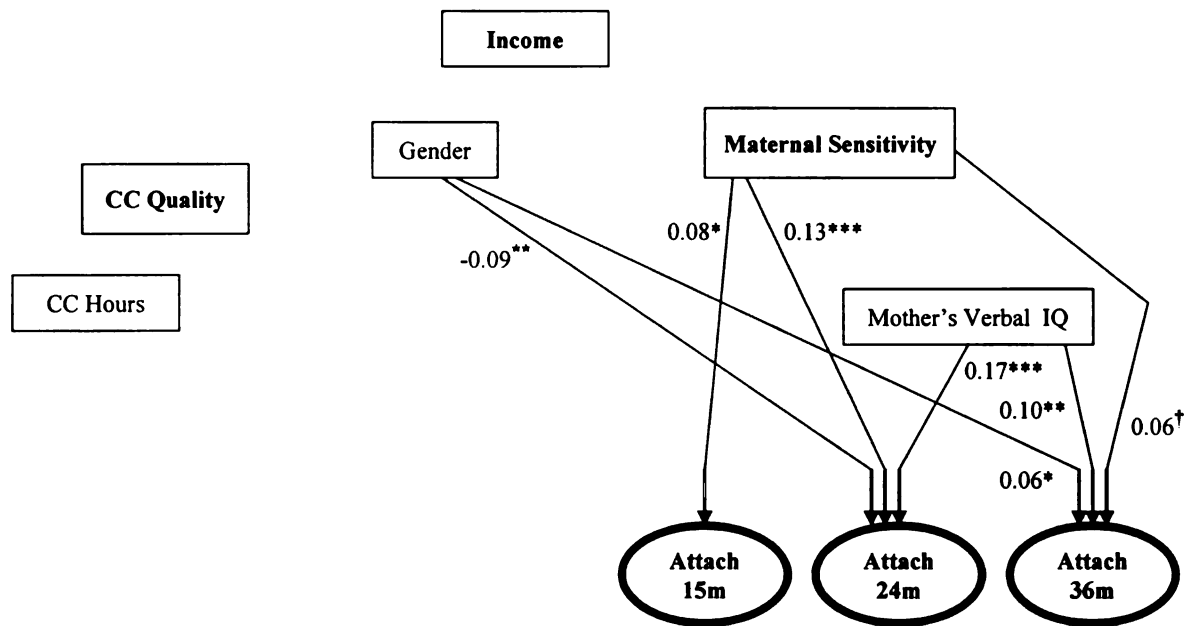 Income
Gender
Maternal Sensitivity
CC Quality
0.08*
0.13***
-0.09**
CC Hours
Mother's Verbal IQ
0.17***
0.10**
0.06†
0.06*
Attach
15m
Attach
24m
Attach
36m